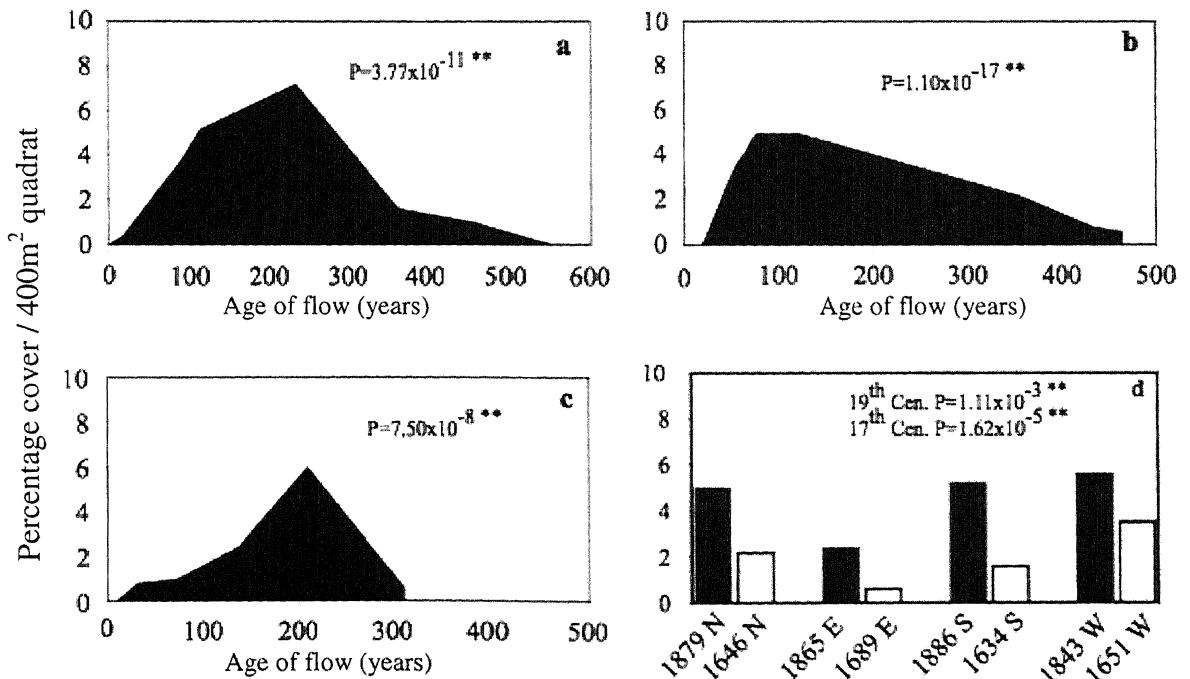 Percentage cover / 400m² quadrat
10
8
6
4
2
0
a
P=3.77x10⁻¹¹ **
0 100 200 300 400 500 600
Age of flow (years)
10
8
6
4
2
0
b
P=1.10x10⁻¹⁷ **
0 100 200 300 400 500
Age of flow (years)
10
8
6
4
2
0
c
P=7.50x10⁻⁸ **
0 100 200 300 400 500
Age of flow (years)
10
8
6
4
2
0
d
19th Cen. P=1.11x10⁻³ **
17th Cen. P=1.62x10⁻⁵ **
1879 N
1646 N
1865 E
1689 E
1886 S
1634 S
1843 W
1651 W